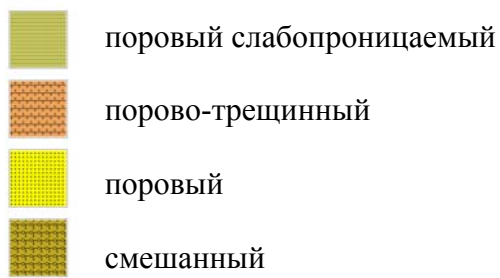 поровый слабопроницаемый
порово-трещинный
поровый
смешанный